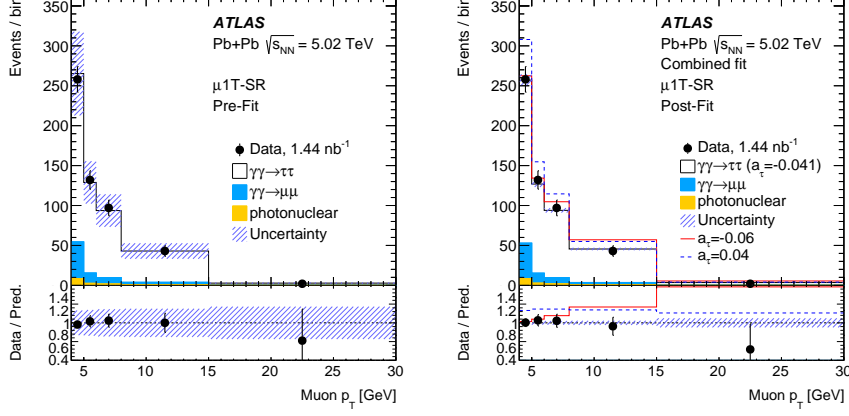 Events / bin
350
300
250
200
150
100
50
0
ATLAS
Pb+Pb √sNN = 5.02 TeV
μ1T-SR
Pre-Fit
Data, 1.44 nb-1
γγ→ττ
γγ→μμ
photonuclear
Uncertainty
Data / Pred.
1.4
1.2
1
0.8
0.6
0.4
5 10 15 20 25 30
Muon pT [GeV]
Events / bin
350
300
250
200
150
100
50
0
ATLAS
Pb+Pb √sNN = 5.02 TeV
Combined fit
μ1T-SR
Post-Fit
Data, 1.44 nb-1
γγ→ττ (aτ=-0.041)
γγ→μμ
photonuclear
Uncertainty
aτ=-0.06
aτ=0.04
Data / Pred.
1.4
1.2
1
0.8
0.6
0.4
5 10 15 20 25 30
Muon pT [GeV]